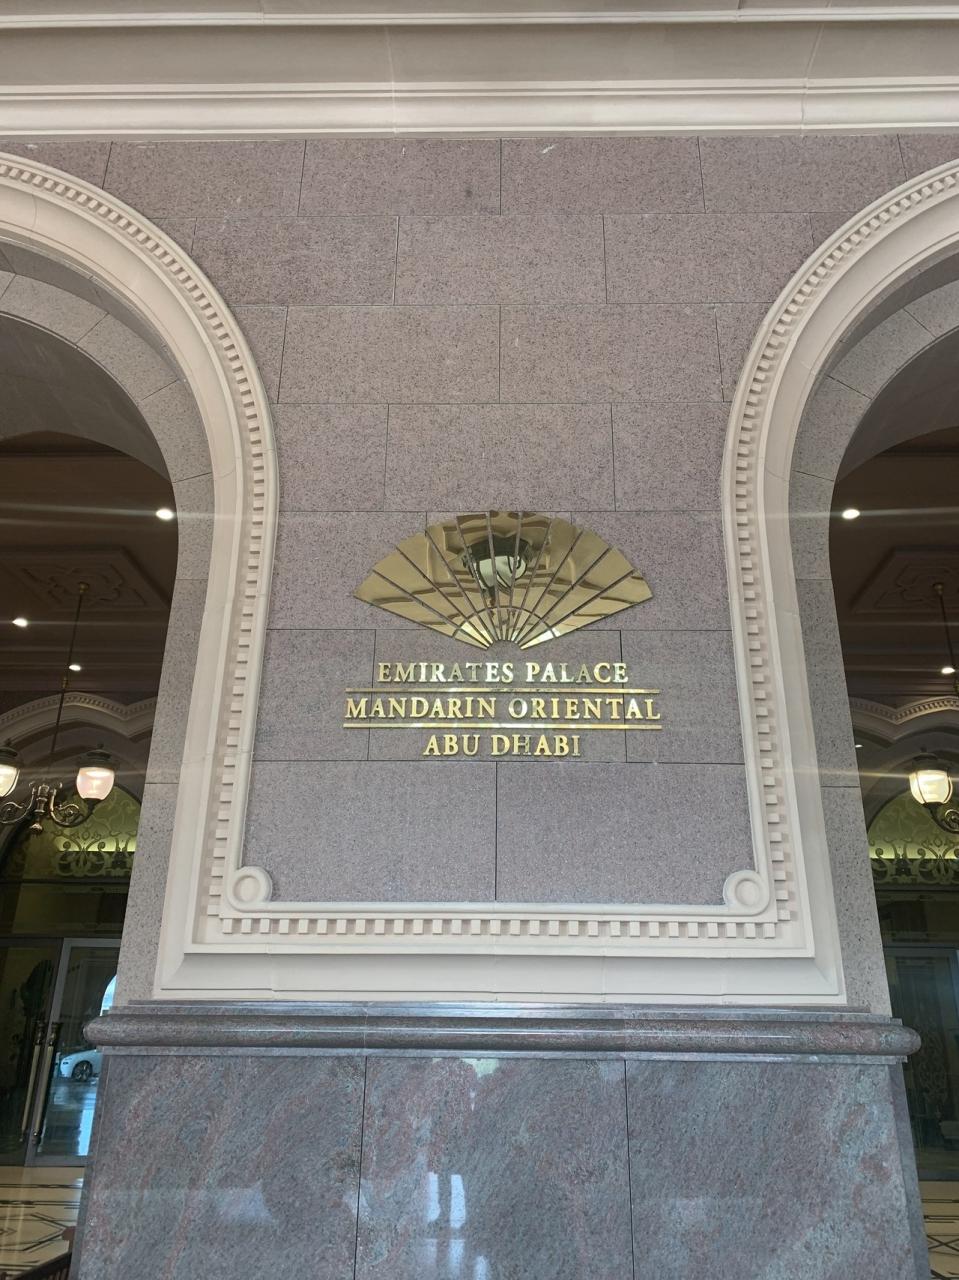 EMIRATES PALACE
MANDARIN ORIENTAL
ABU DHABI